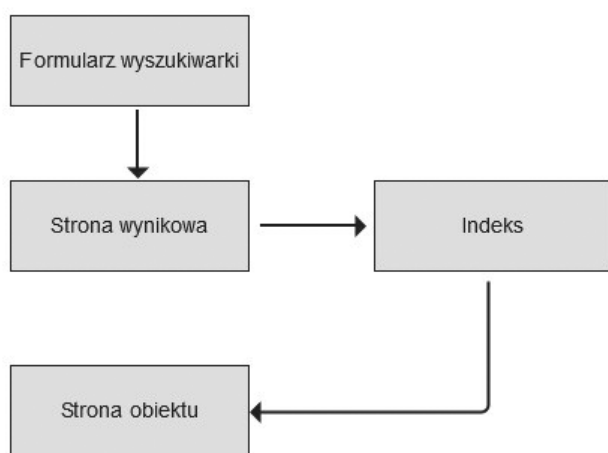 Formularz wyszukiwarki
Strona wynikowa
Indeks
Strona obiektu